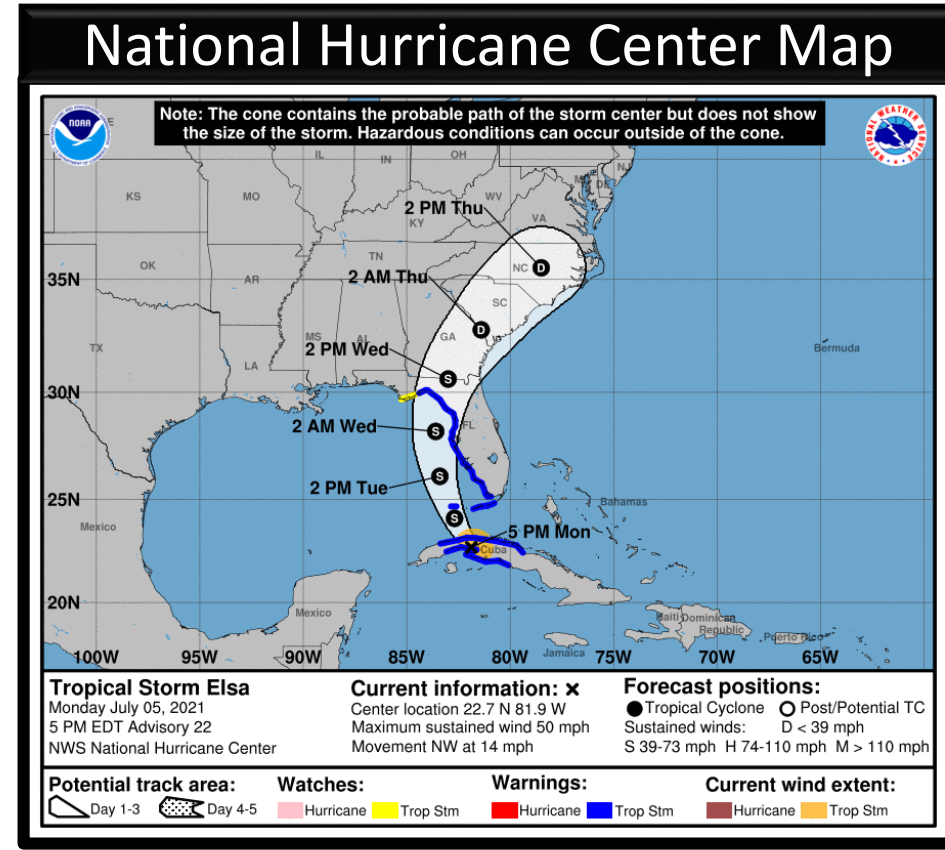 National Hurricane Center Map
Note: The cone contains the probable path of the storm center but does not show
the size of the storm. Hazardous conditions can occur outside of the cone.
NOAA
NATIONAL WEATHER SERVICE
IL
IN
OH
NJ
DE
KS
MO
WV
2 PM Thu
KY
VA
TN
OK
NC
35N
2 AM Thu
AR
SC
MS
AL
GA
2 PM Wed
TX
Bermuda
LA
30N
2 AM Wed
FL
2 PM Tue
25N
Bahamas
Mexico
5 PM Mon
Cuba
20N
Mexico
Haiti
Dominican
Republic
Puerto Rico
Jamaica
100W
95W
90W
85W
80W
75W
70W
65W
D
D
S
S
S
S
Tropical Storm Elsa
Monday July 05, 2021
5 PM EDT Advisory 22
NWS National Hurricane Center
Current information: x
Center location 22.7 N 81.9 W
Maximum sustained wind 50 mph
Movement NW at 14 mph
Forecast positions:
Tropical Cyclone Post/Potential TC
Sustained winds: D < 39 mph
S 39-73 mph H 74-110 mph M > 110 mph
Potential track area:
Day 1-3 Day 4-5
Watches:
Hurricane Trop Stm
Warnings:
Hurricane Trop Stm
Current wind extent:
Hurricane Trop Stm